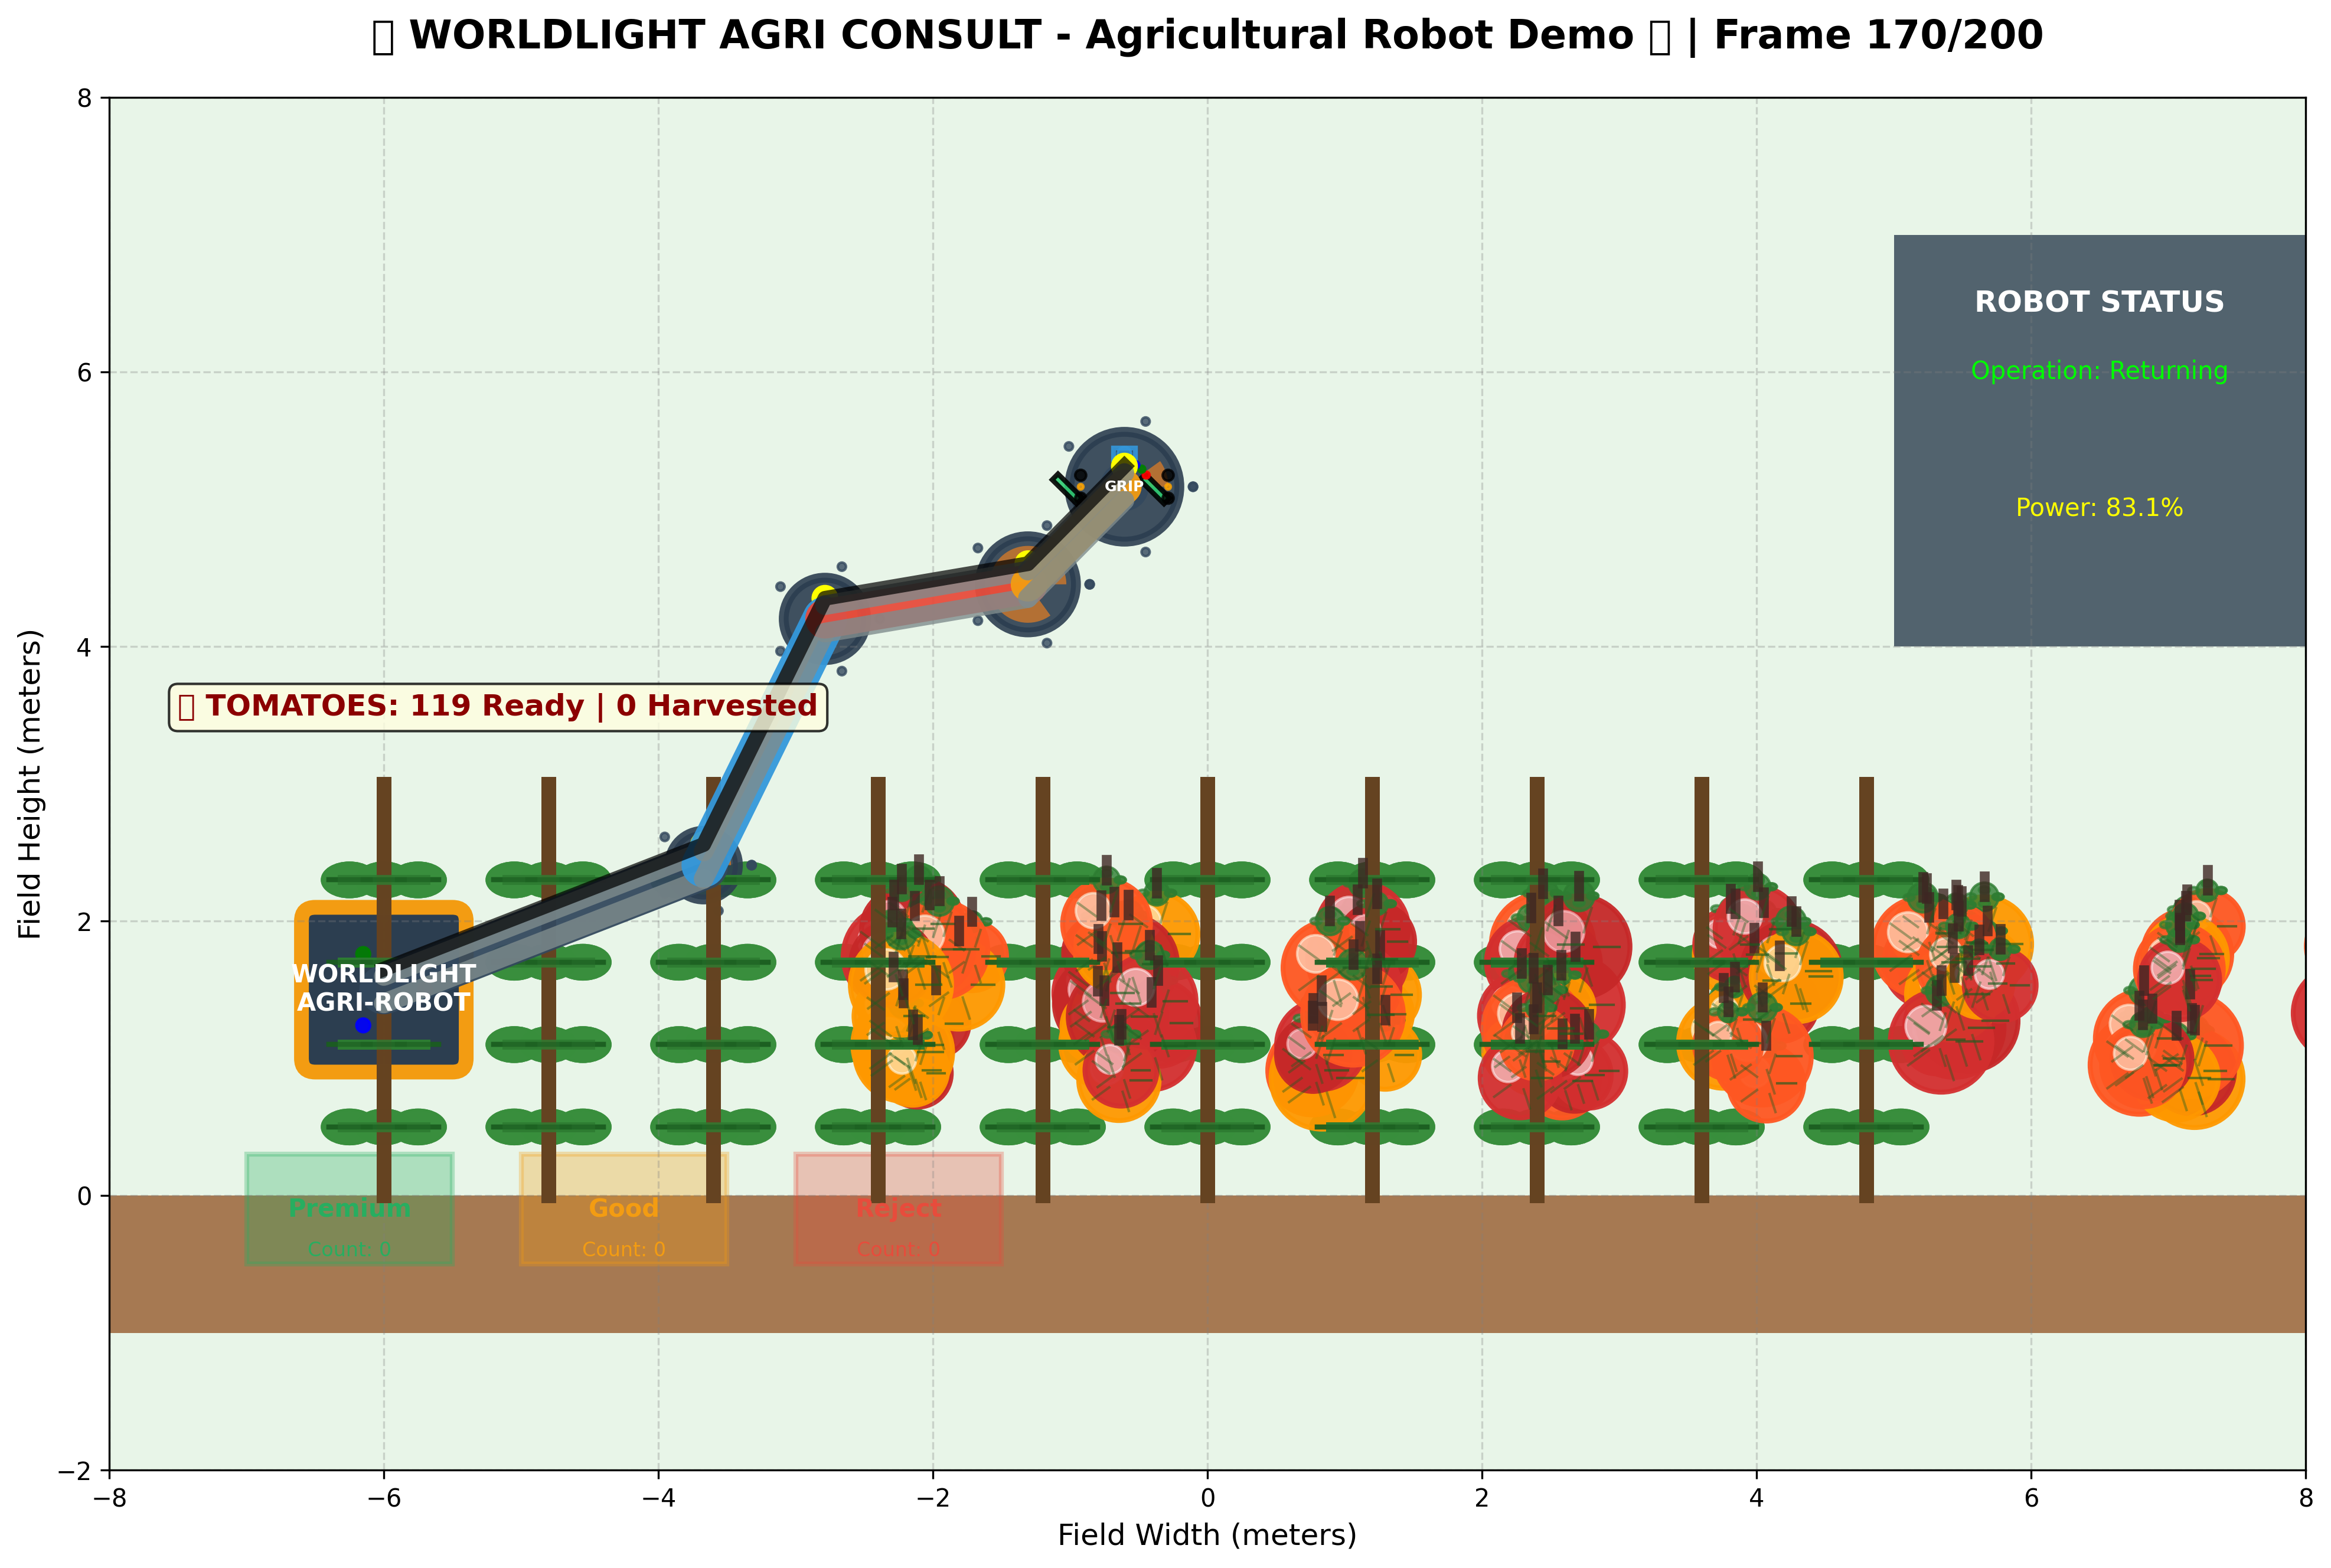 ▯ WORLDLIGHT AGRI CONSULT - Agricultural Robot Demo ▯ | Frame 170/200
8
6
4
2
0
−2
Field Height (meters)
ROBOT STATUS
Operation: Returning
Power: 83.1%
GRIP
▯ TOMATOES: 119 Ready | 0 Harvested
WORLDLIGHT
AGRI-ROBOT
Premium
Count: 0
Good
Count: 0
Reject
Count: 0
−8
−6
−4
−2
0
2
4
6
8
Field Width (meters)